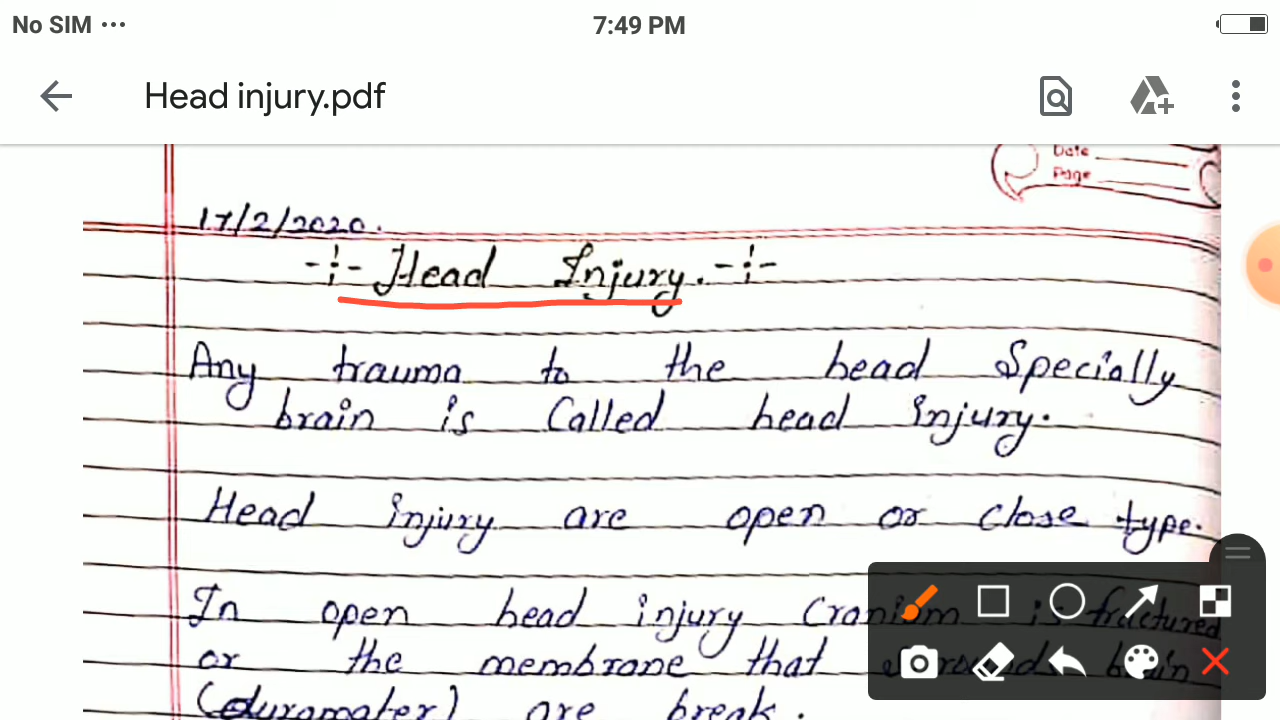 No SIM ...
7:49 PM
Head injury.pdf
Date
Page
17/2/2020.
Head Injury.
Any trauma to the head Specially
brain is Called head injury.
Head injury are open or close type.
In open head injury Cranium is fractured
or the membrane that surround brain
(duramater) are break.